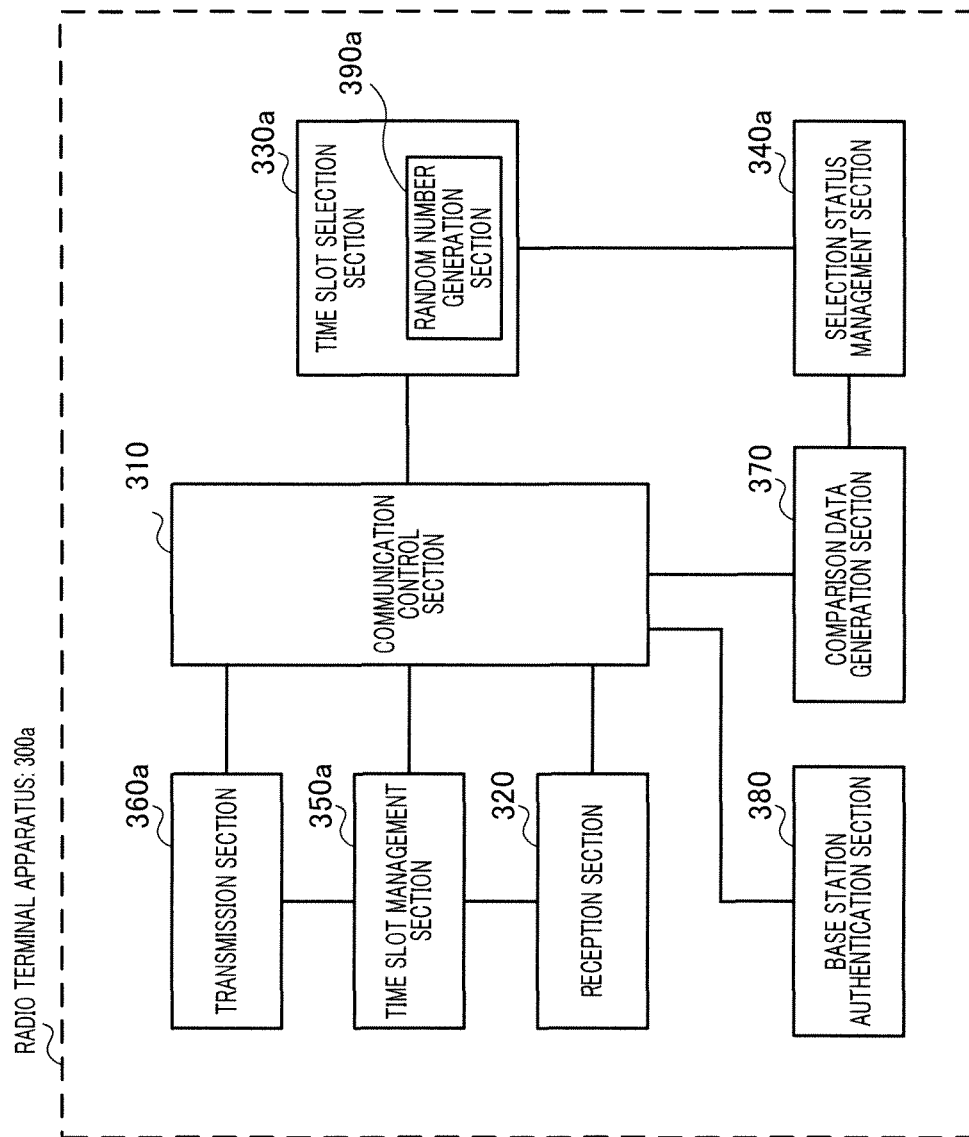 RADIO TERMINAL APPARATUS: 300a
360a
TRANSMISSION SECTION
350a
TIME SLOT MANAGEMENT
SECTION
320
RECEPTION SECTION
380
BASE STATION
AUTHENTICATION SECTION
310
COMMUNICATION
CONTROL
SECTION
370
COMPARISON DATA
GENERATION SECTION
330a
TIME SLOT SELECTION
SECTION
390a
RANDOM NUMBER
GENERATION
SECTION
340a
SELECTION STATUS
MANAGEMENT SECTION